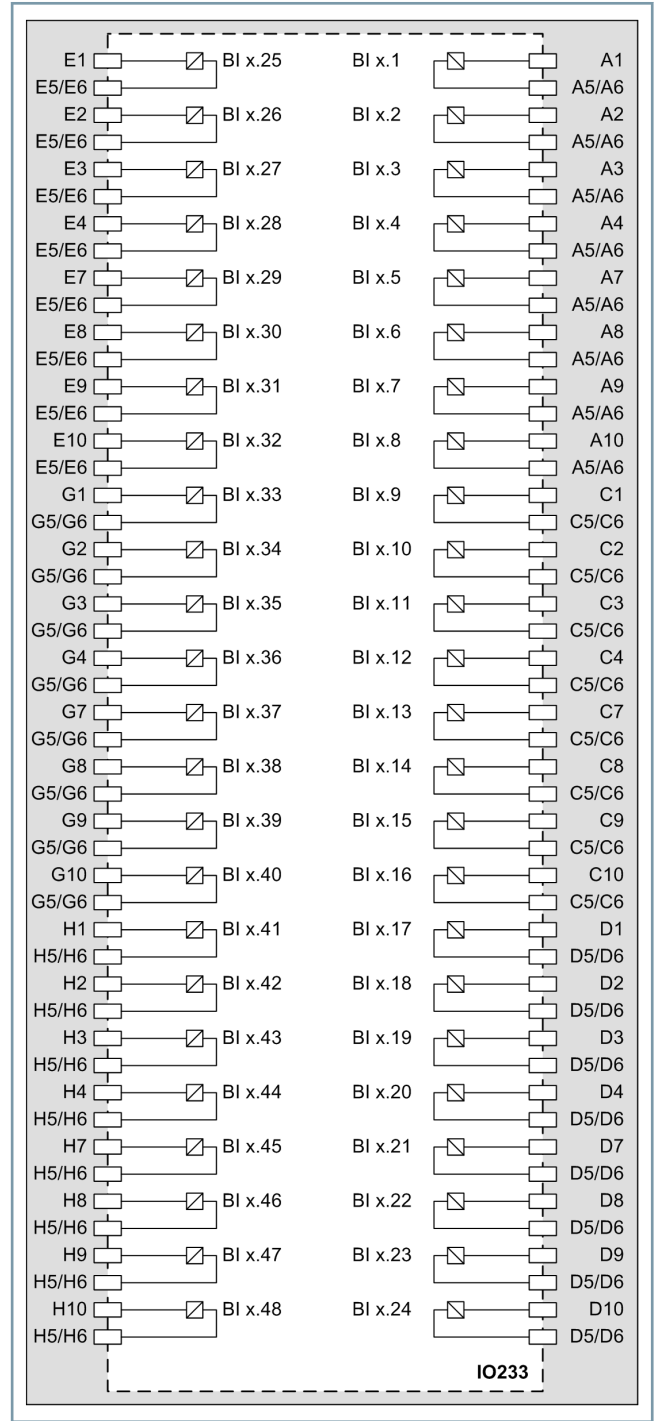 E1 BI x.25 BI x.1 A1
E5/E6 A5/A6
E2 BI x.26 BI x.2 A2
E5/E6 A5/A6
E3 BI x.27 BI x.3 A3
E5/E6 A5/A6
E4 BI x.28 BI x.4 A4
E5/E6 A5/A6
E7 BI x.29 BI x.5 A7
E5/E6 A5/A6
E8 BI x.30 BI x.6 A8
E5/E6 A5/A6
E9 BI x.31 BI x.7 A9
E5/E6 A5/A6
E10 BI x.32 BI x.8 A10
E5/E6 A5/A6
G1 BI x.33 BI x.9 C1
G5/G6 C5/C6
G2 BI x.34 BI x.10 C2
G5/G6 C5/C6
G3 BI x.35 BI x.11 C3
G5/G6 C5/C6
G4 BI x.36 BI x.12 C4
G5/G6 C5/C6
G7 BI x.37 BI x.13 C7
G5/G6 C5/C6
G8 BI x.38 BI x.14 C8
G5/G6 C5/C6
G9 BI x.39 BI x.15 C9
G5/G6 C5/C6
G10 BI x.40 BI x.16 C10
G5/G6 C5/C6
H1 BI x.41 BI x.17 D1
H5/H6 D5/D6
H2 BI x.42 BI x.18 D2
H5/H6 D5/D6
H3 BI x.43 BI x.19 D3
H5/H6 D5/D6
H4 BI x.44 BI x.20 D4
H5/H6 D5/D6
H7 BI x.45 BI x.21 D7
H5/H6 D5/D6
H8 BI x.46 BI x.22 D8
H5/H6 D5/D6
H9 BI x.47 BI x.23 D9
H5/H6 D5/D6
H10 BI x.48 BI x.24 D10
H5/H6 D5/D6
IO233